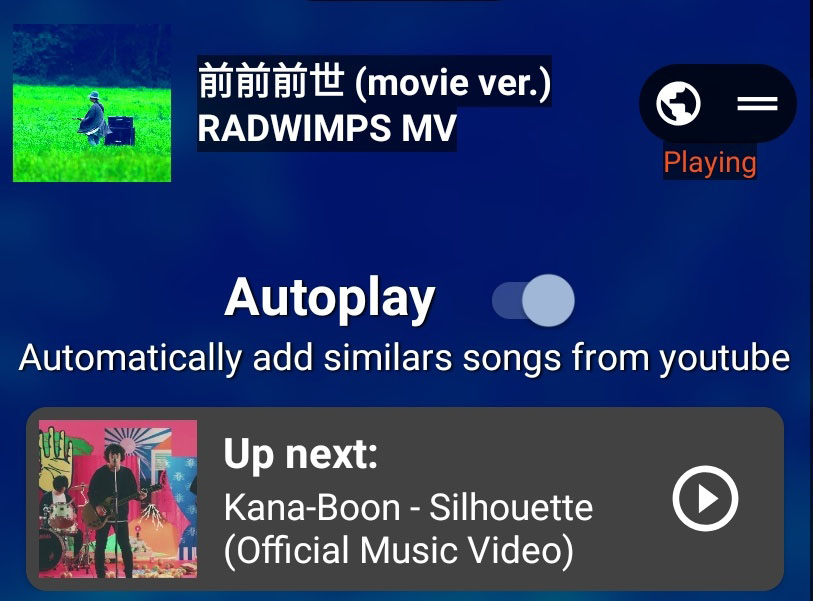 前前前世 (movie ver.)
RADWIMPS MV
Playing
Autoplay
Automatically add similars songs from youtube
Up next:
Kana-Boon - Silhouette
(Official Music Video)